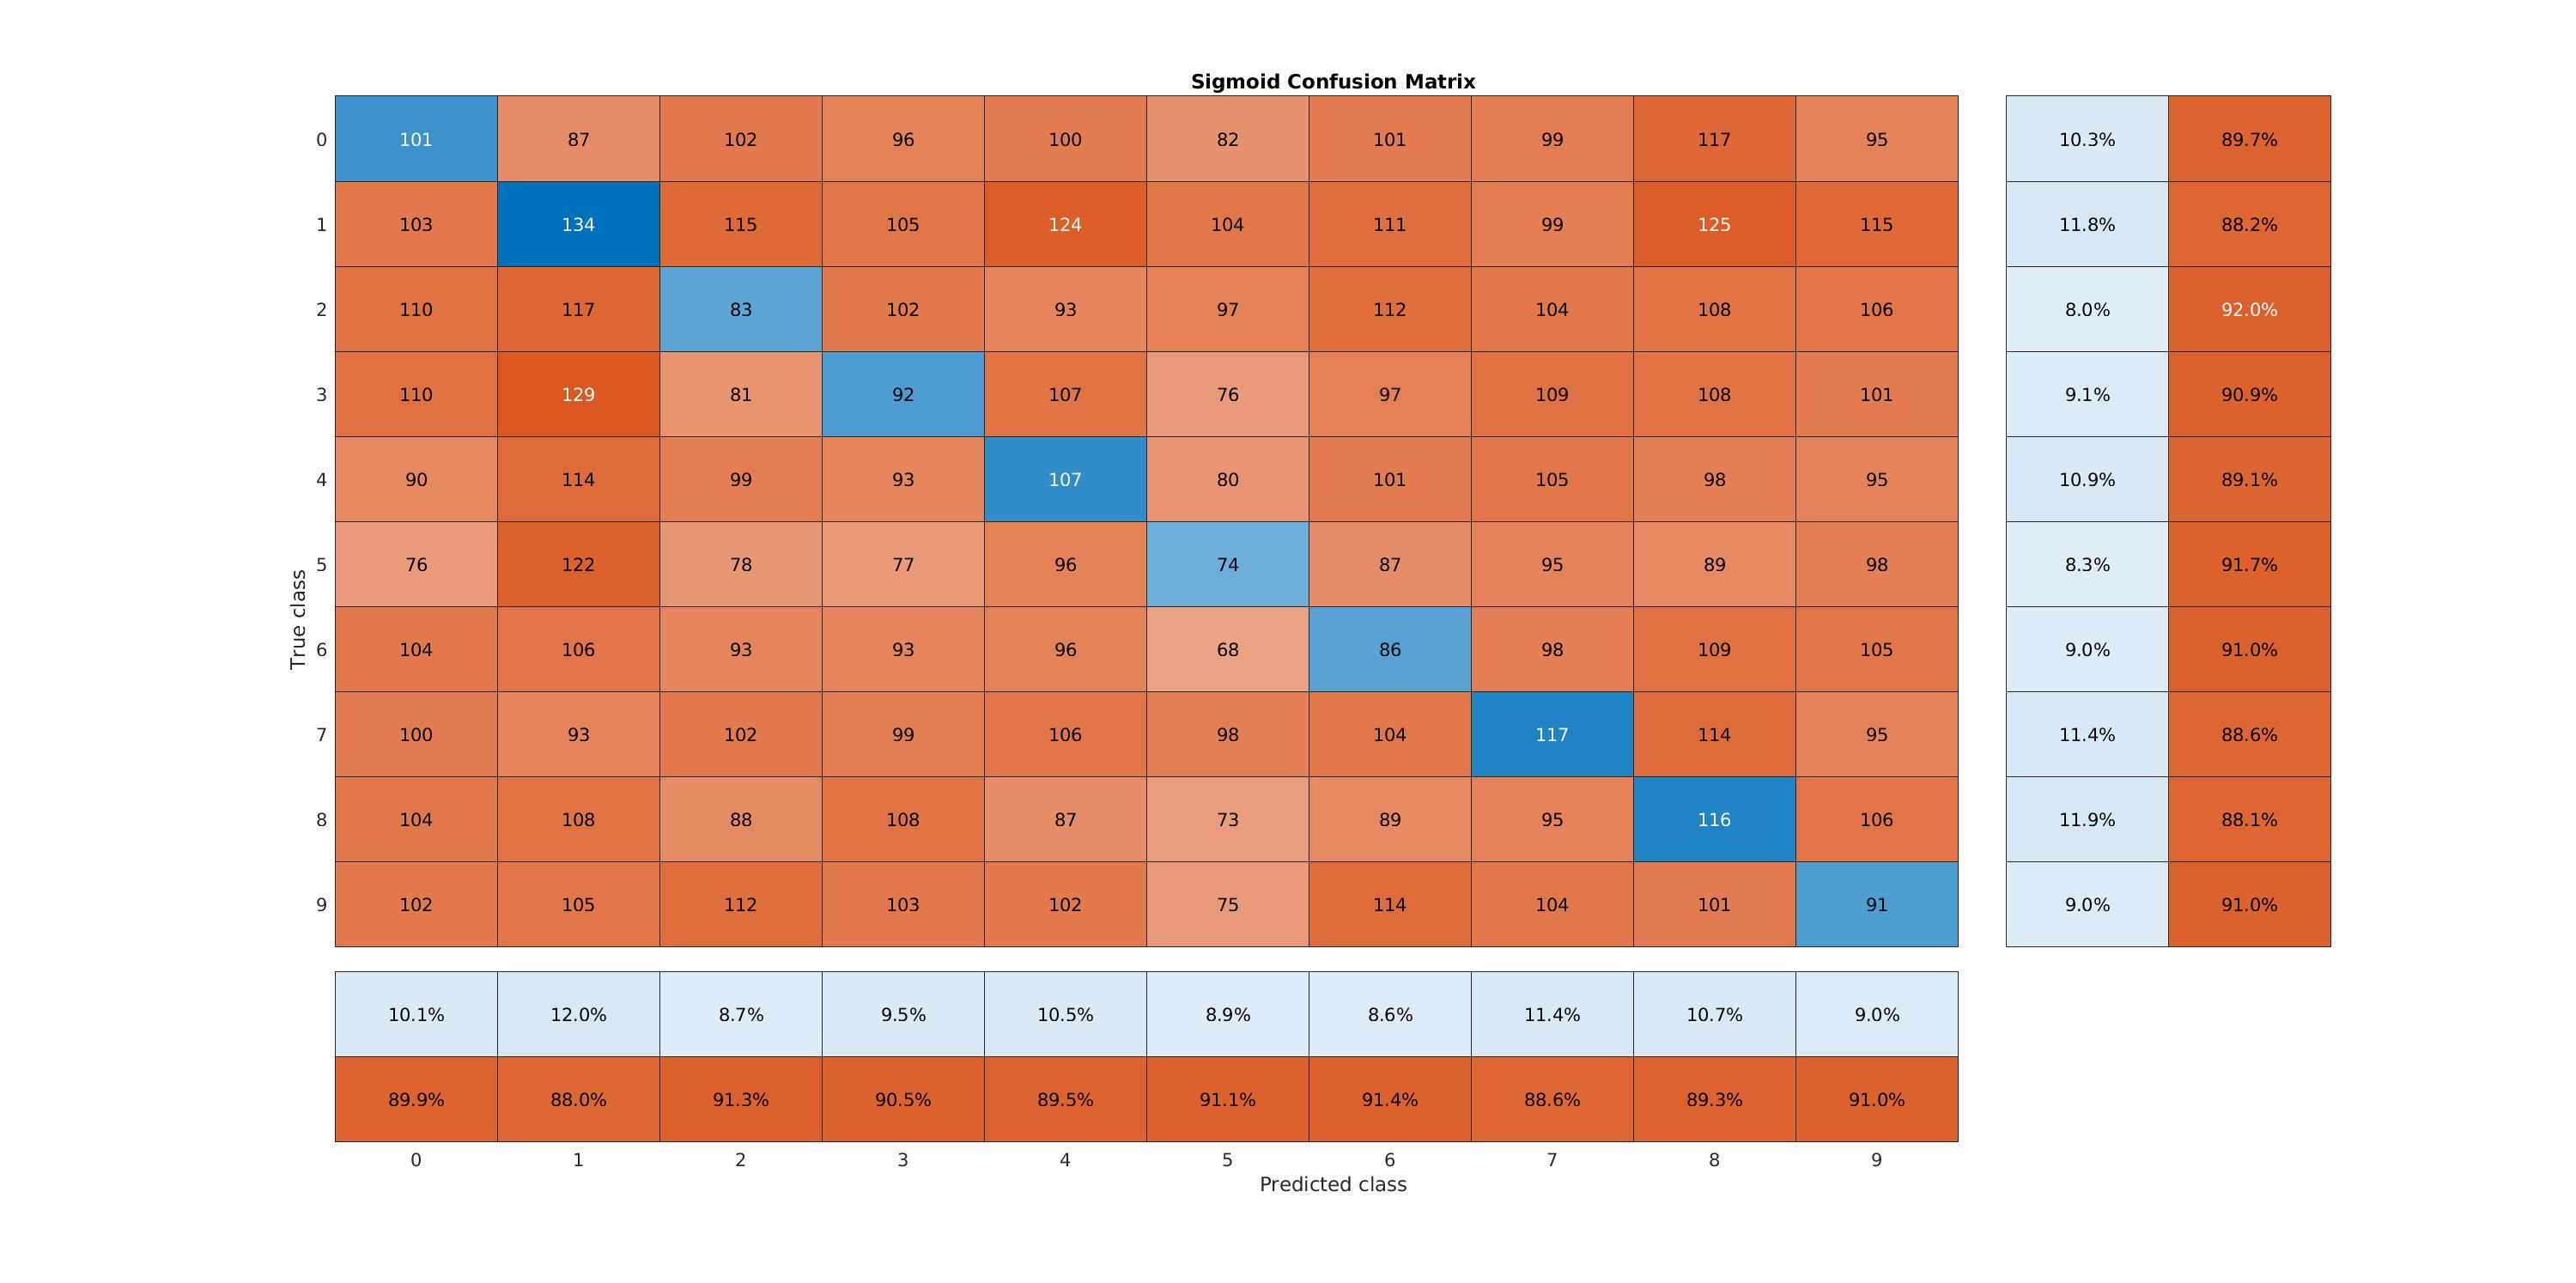 Sigmoid Confusion Matrix
0 101 87 102 96 100 82 101 99 117 95 10.3% 89.7%
1 103 134 115 105 124 104 111 99 125 115 11.8% 88.2%
2 110 117 83 102 93 97 112 104 108 106 8.0% 92.0%
3 110 129 81 92 107 76 97 109 108 101 9.1% 90.9%
4 90 114 99 93 107 80 101 105 98 95 10.9% 89.1%
5 76 122 78 77 96 74 87 95 89 98 8.3% 91.7%
True class
6 104 106 93 93 96 68 86 98 109 105 9.0% 91.0%
7 100 93 102 99 106 98 104 117 114 95 11.4% 88.6%
8 104 108 88 108 87 73 89 95 116 106 11.9% 88.1%
9 102 105 112 103 102 75 114 104 101 91 9.0% 91.0%
10.1% 12.0% 8.7% 9.5% 10.5% 8.9% 8.6% 11.4% 10.7% 9.0%
89.9% 88.0% 91.3% 90.5% 89.5% 91.1% 91.4% 88.6% 89.3% 91.0%
0 1 2 3 4 5 6 7 8 9
Predicted class